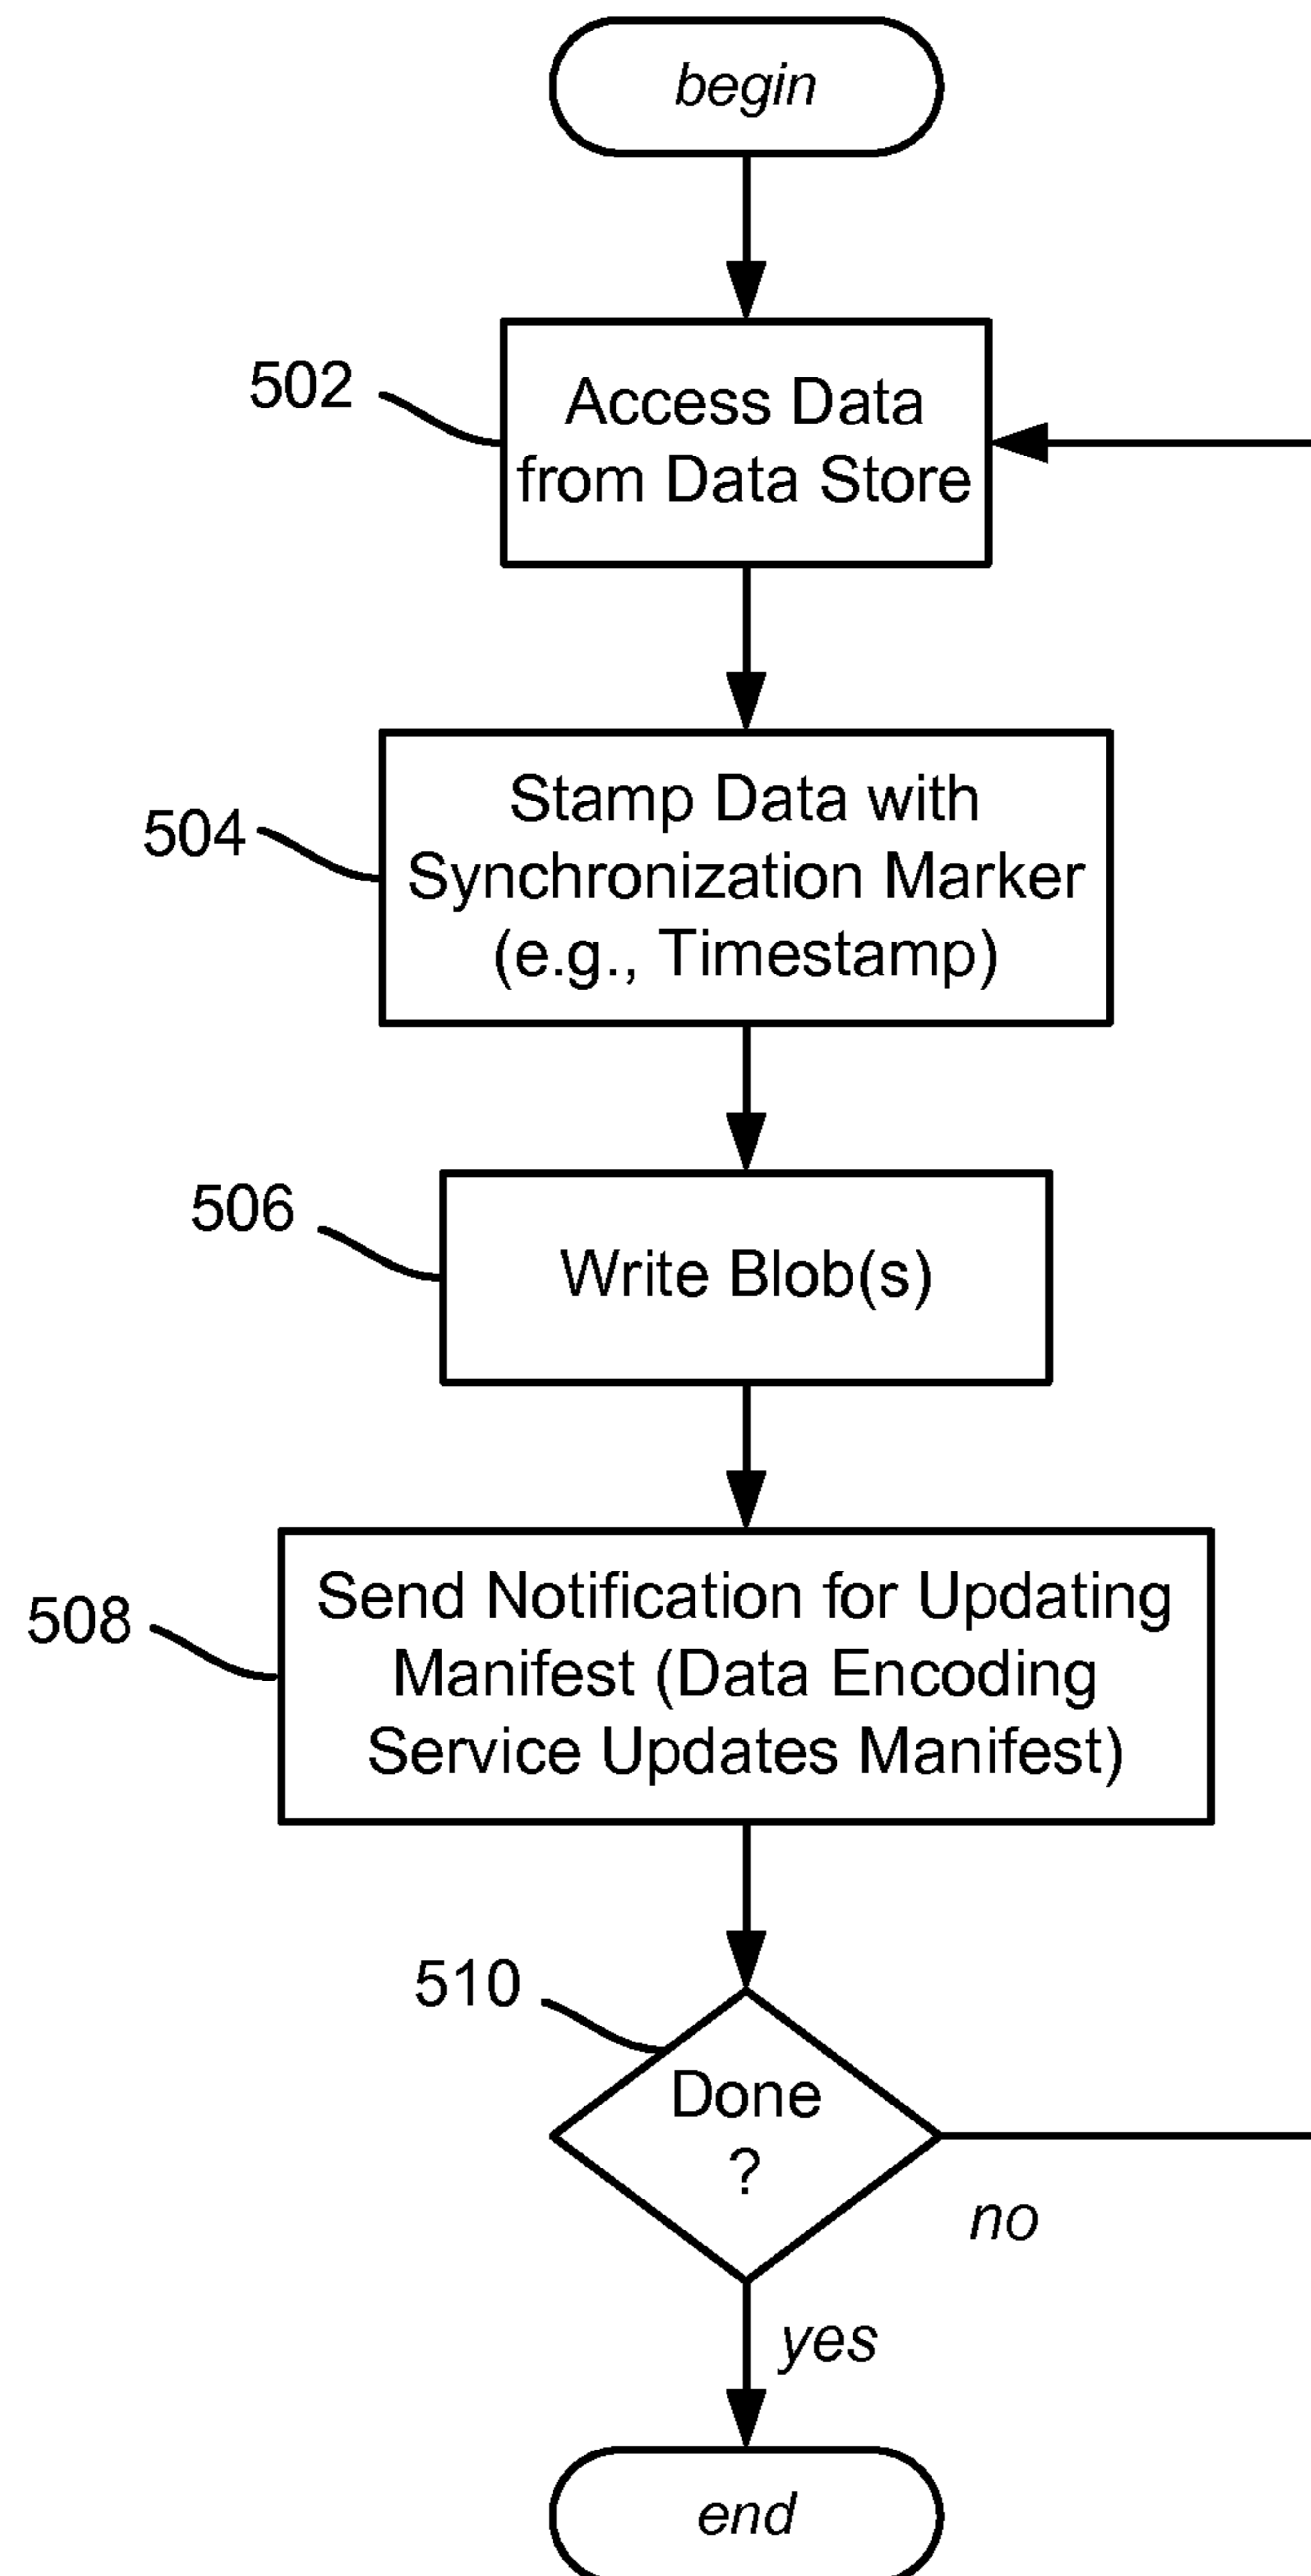 begin
502
Access Data
from Data Store
504
Stamp Data with
Synchronization Marker
(e.g., Timestamp)
506
Write Blob(s)
508
Send Notification for Updating
Manifest (Data Encoding
Service Updates Manifest)
510
Done
?
no
yes
end